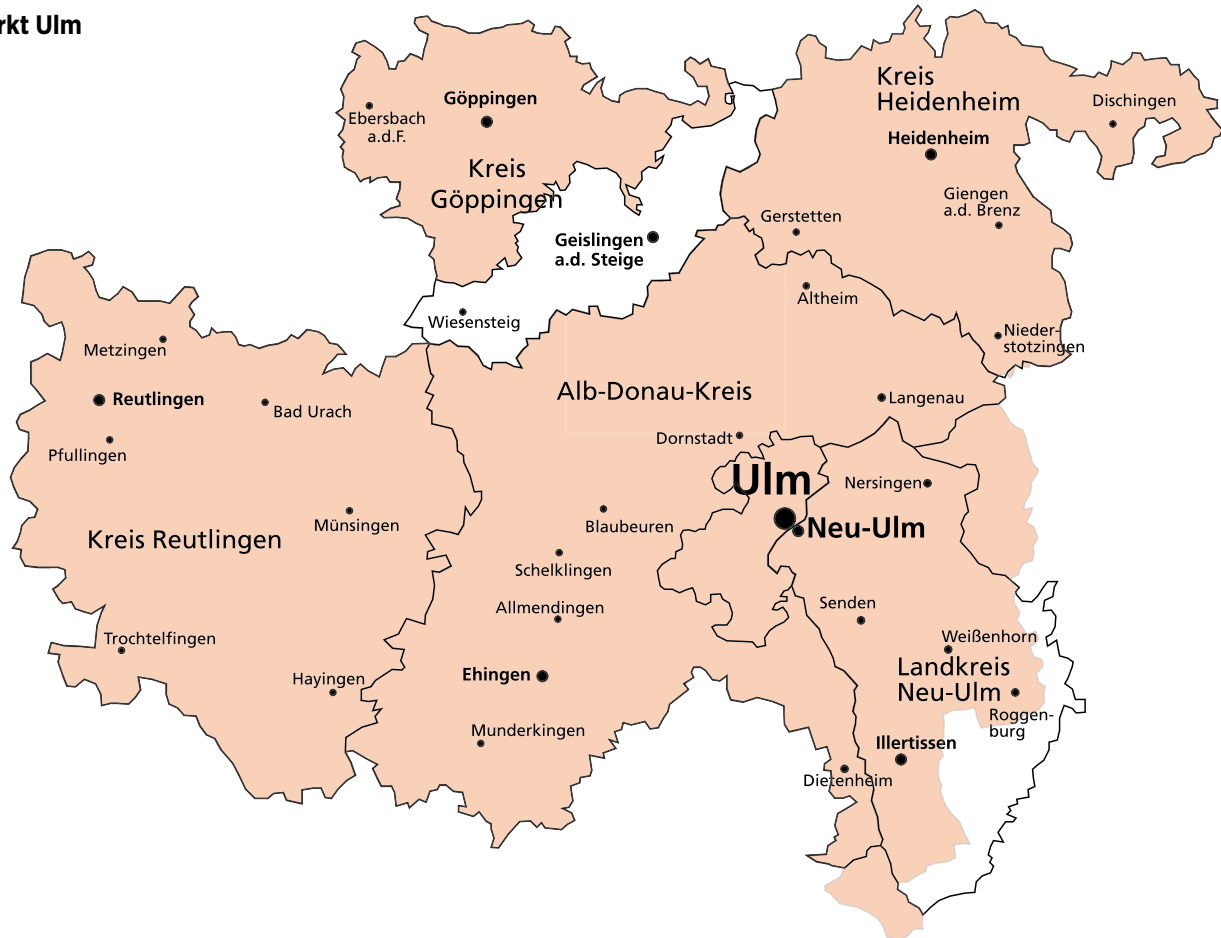 rkt Ulm
Kreis
Heidenheim
Göppingen
Dischingen
Ebersbach
a.d.F.
Heidenheim
Kreis
Göppingen
Giengen
a.d. Brenz
Gerstetten
Geislingen
a.d. Steige
Altheim
Wiesensteig
Nieder-
stotzingen
Metzingen
Alb-Donau-Kreis
Reutlingen
Bad Urach
Langenau
Dornstadt
Pfullingen
Ulm
Nersingen
Münsingen
Blaubeuren
Neu-Ulm
Kreis Reutlingen
Schelklingen
Allmendingen
Senden
Trochtelfingen
Weißenhorn
Landkreis
Neu-Ulm
Ehingen
Hayingen
Roggen-
burg
Munderkingen
Illertissen
Dietenheim